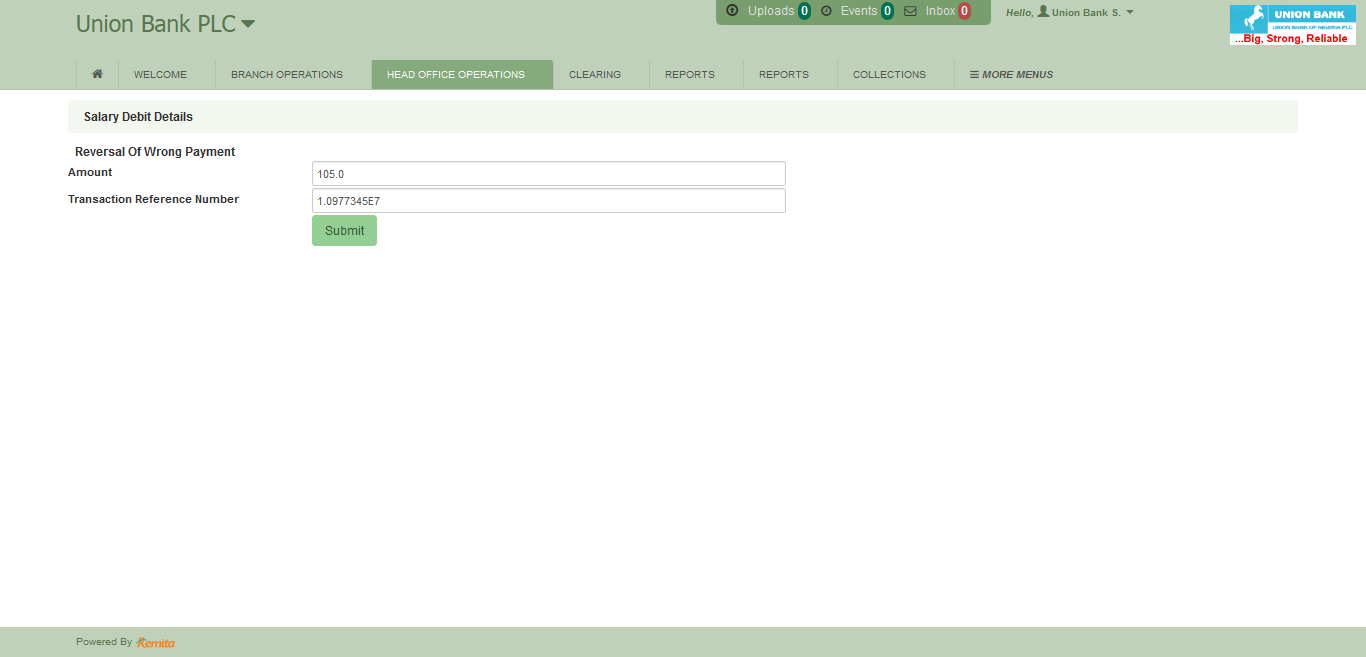 Union Bank PLC
Uploads 0 Events 0 Inbox 0
Hello, Union Bank S.
UNION BANK
UNION BANK OF NIGERIA PLC
...Big, Strong, Reliable
WELCOME BRANCH OPERATIONS HEAD OFFICE OPERATIONS CLEARING REPORTS REPORTS COLLECTIONS MORE MENUS
Salary Debit Details
Reversal Of Wrong Payment
Amount 105.0
Transaction Reference Number 1.0977345E7
Submit
Powered By Remita